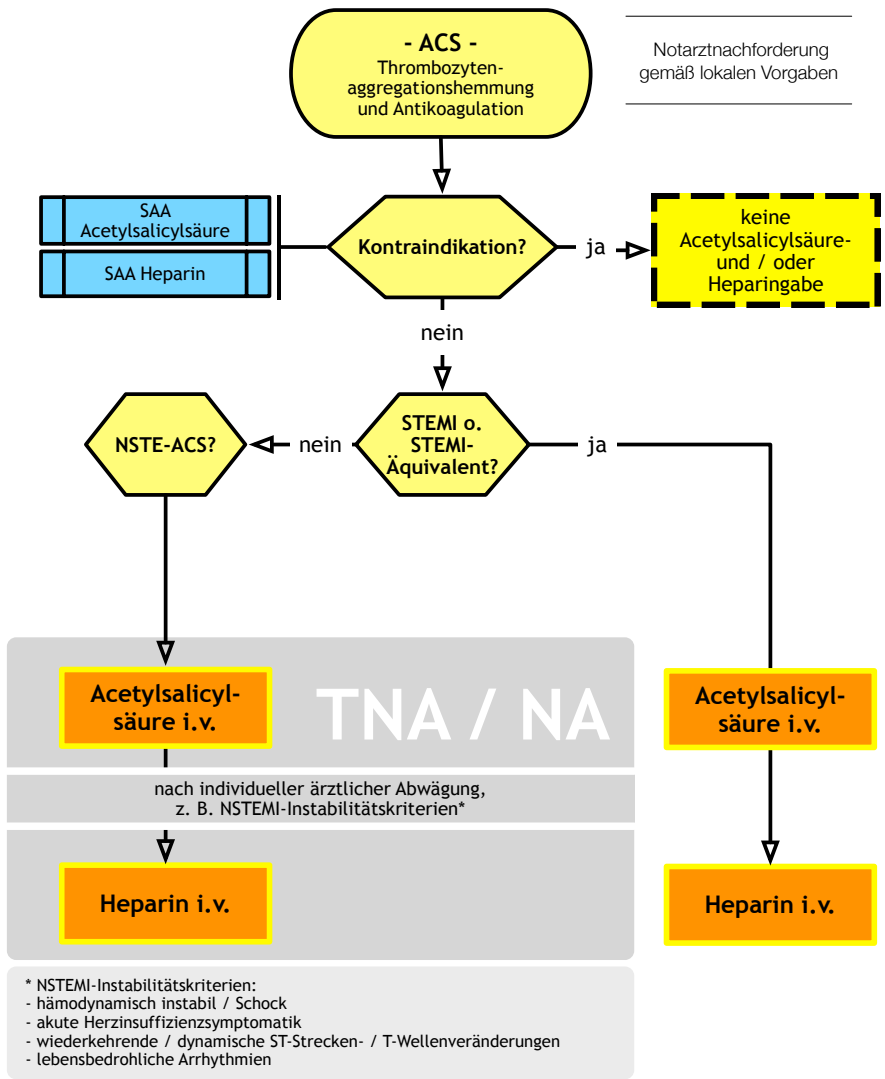 - ACS -
Thrombozyten-
aggregationshemmung
und Antikoagulation
Notarztnachforderung
gemäß lokalen Vorgaben
SAA
Acetylsalicylsäure
SAA Heparin
Kontraindikation?
ja
keine
Acetylsalicylsäure-
und / oder
Heparingabe
nein
NSTE-ACS?
nein
STEMI o.
STEMI-
Äquivalent?
ja
Acetylsalicyl-
säure i.v.
TNA / NA
Acetylsalicyl-
säure i.v.
nach individueller ärztlicher Abwägung,
z. B. NSTEMI-Instabilitätskriterien*
Heparin i.v.
Heparin i.v.
* NSTEMI-Instabilitätskriterien:
- hämodynamisch instabil / Schock
- akute Herzinsuffizienzsymptomatik
- wiederkehrende / dynamische ST-Strecken- / T-Wellenveränderungen
- lebensbedrohliche Arrhythmien